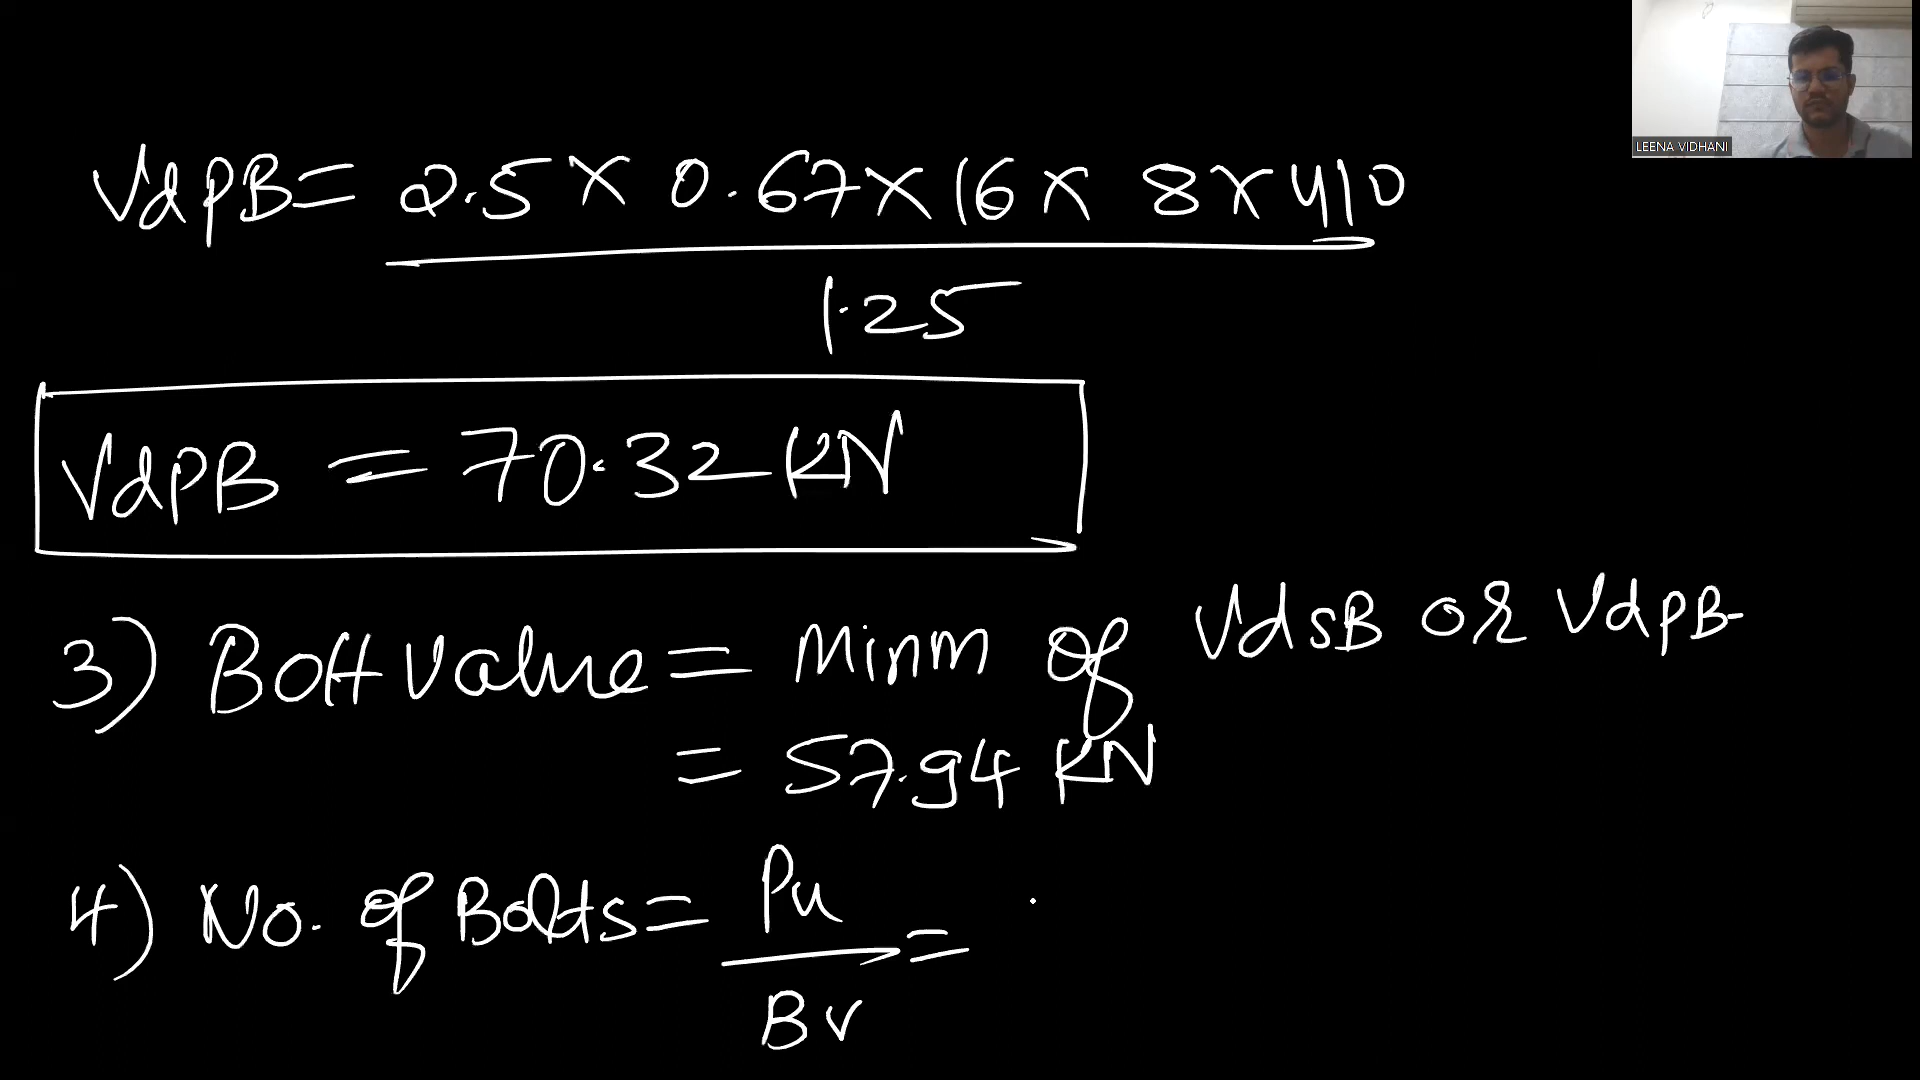 LEENA VIDHANI
VdPB = 2.5 X 0.67 X 16 X 8 X 410
1.25
VdPB = 70.32 KN
3) Bolt value = Minm of VdsB or VdPB
= 57.94 KN
4) No. of Bolts = Pu
Bv =